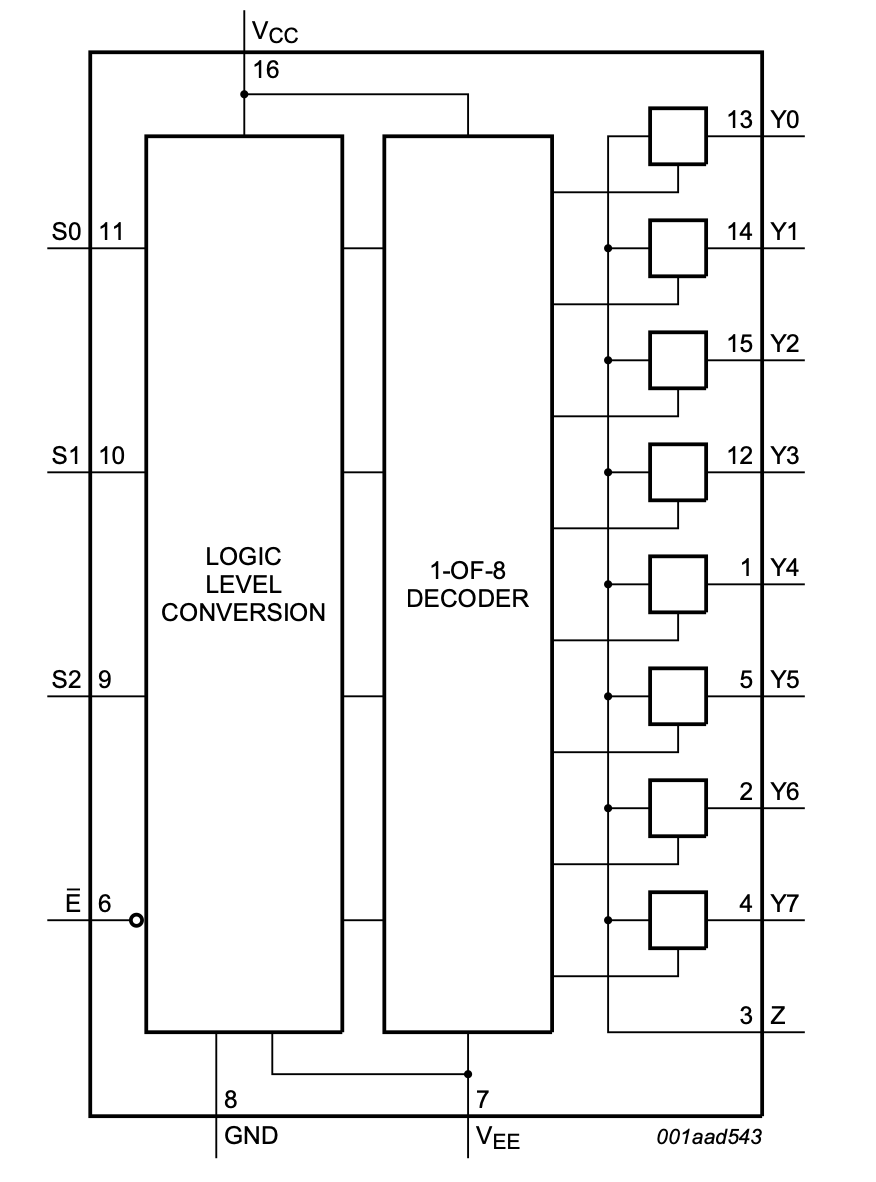 VCC
16
13 Y0
S0 11
14 Y1
15 Y2
S1 10
12 Y3
LOGIC
LEVEL
CONVERSION
1-OF-8
DECODER
1 Y4
S2 9
5 Y5
2 Y6
E̅ 6
4 Y7
3 Z
8
7
GND
VEE
001aad543